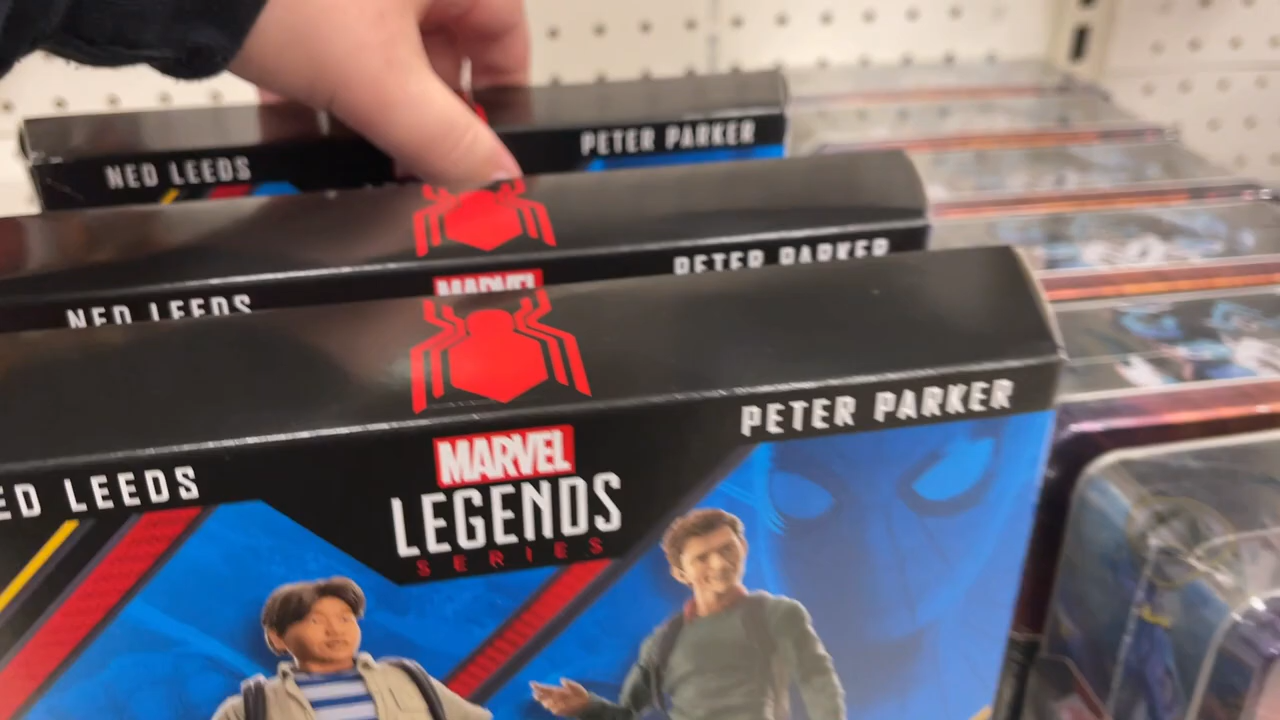 NED LEEDS
PETER PARKER
NED LEEDS
MARVEL
PETER PARKER
ED LEEDS
MARVEL
LEGENDS
SERIES
PETER PARKER